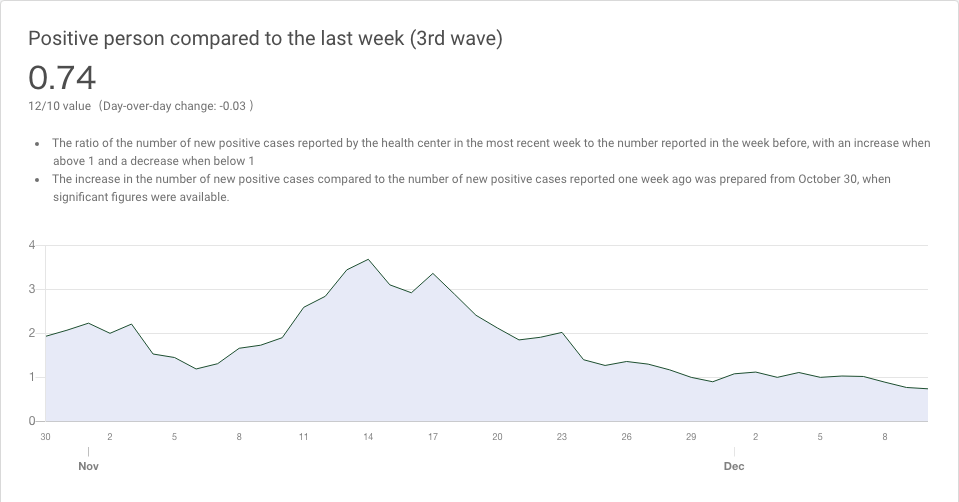 Positive person compared to the last week (3rd wave)
0.74
12/10 value（Day-over-day change: -0.03 ）
• The ratio of the number of new positive cases reported by the health center in the most recent week to the number reported in the week before, with an increase when
above 1 and a decrease when below 1
• The increase in the number of new positive cases compared to the number of new positive cases reported one week ago was prepared from October 30, when
significant figures were available.
4
3
2
1
0
30 2 5 8 11 14 17 20 23 26 29 2 5 8
Nov Dec